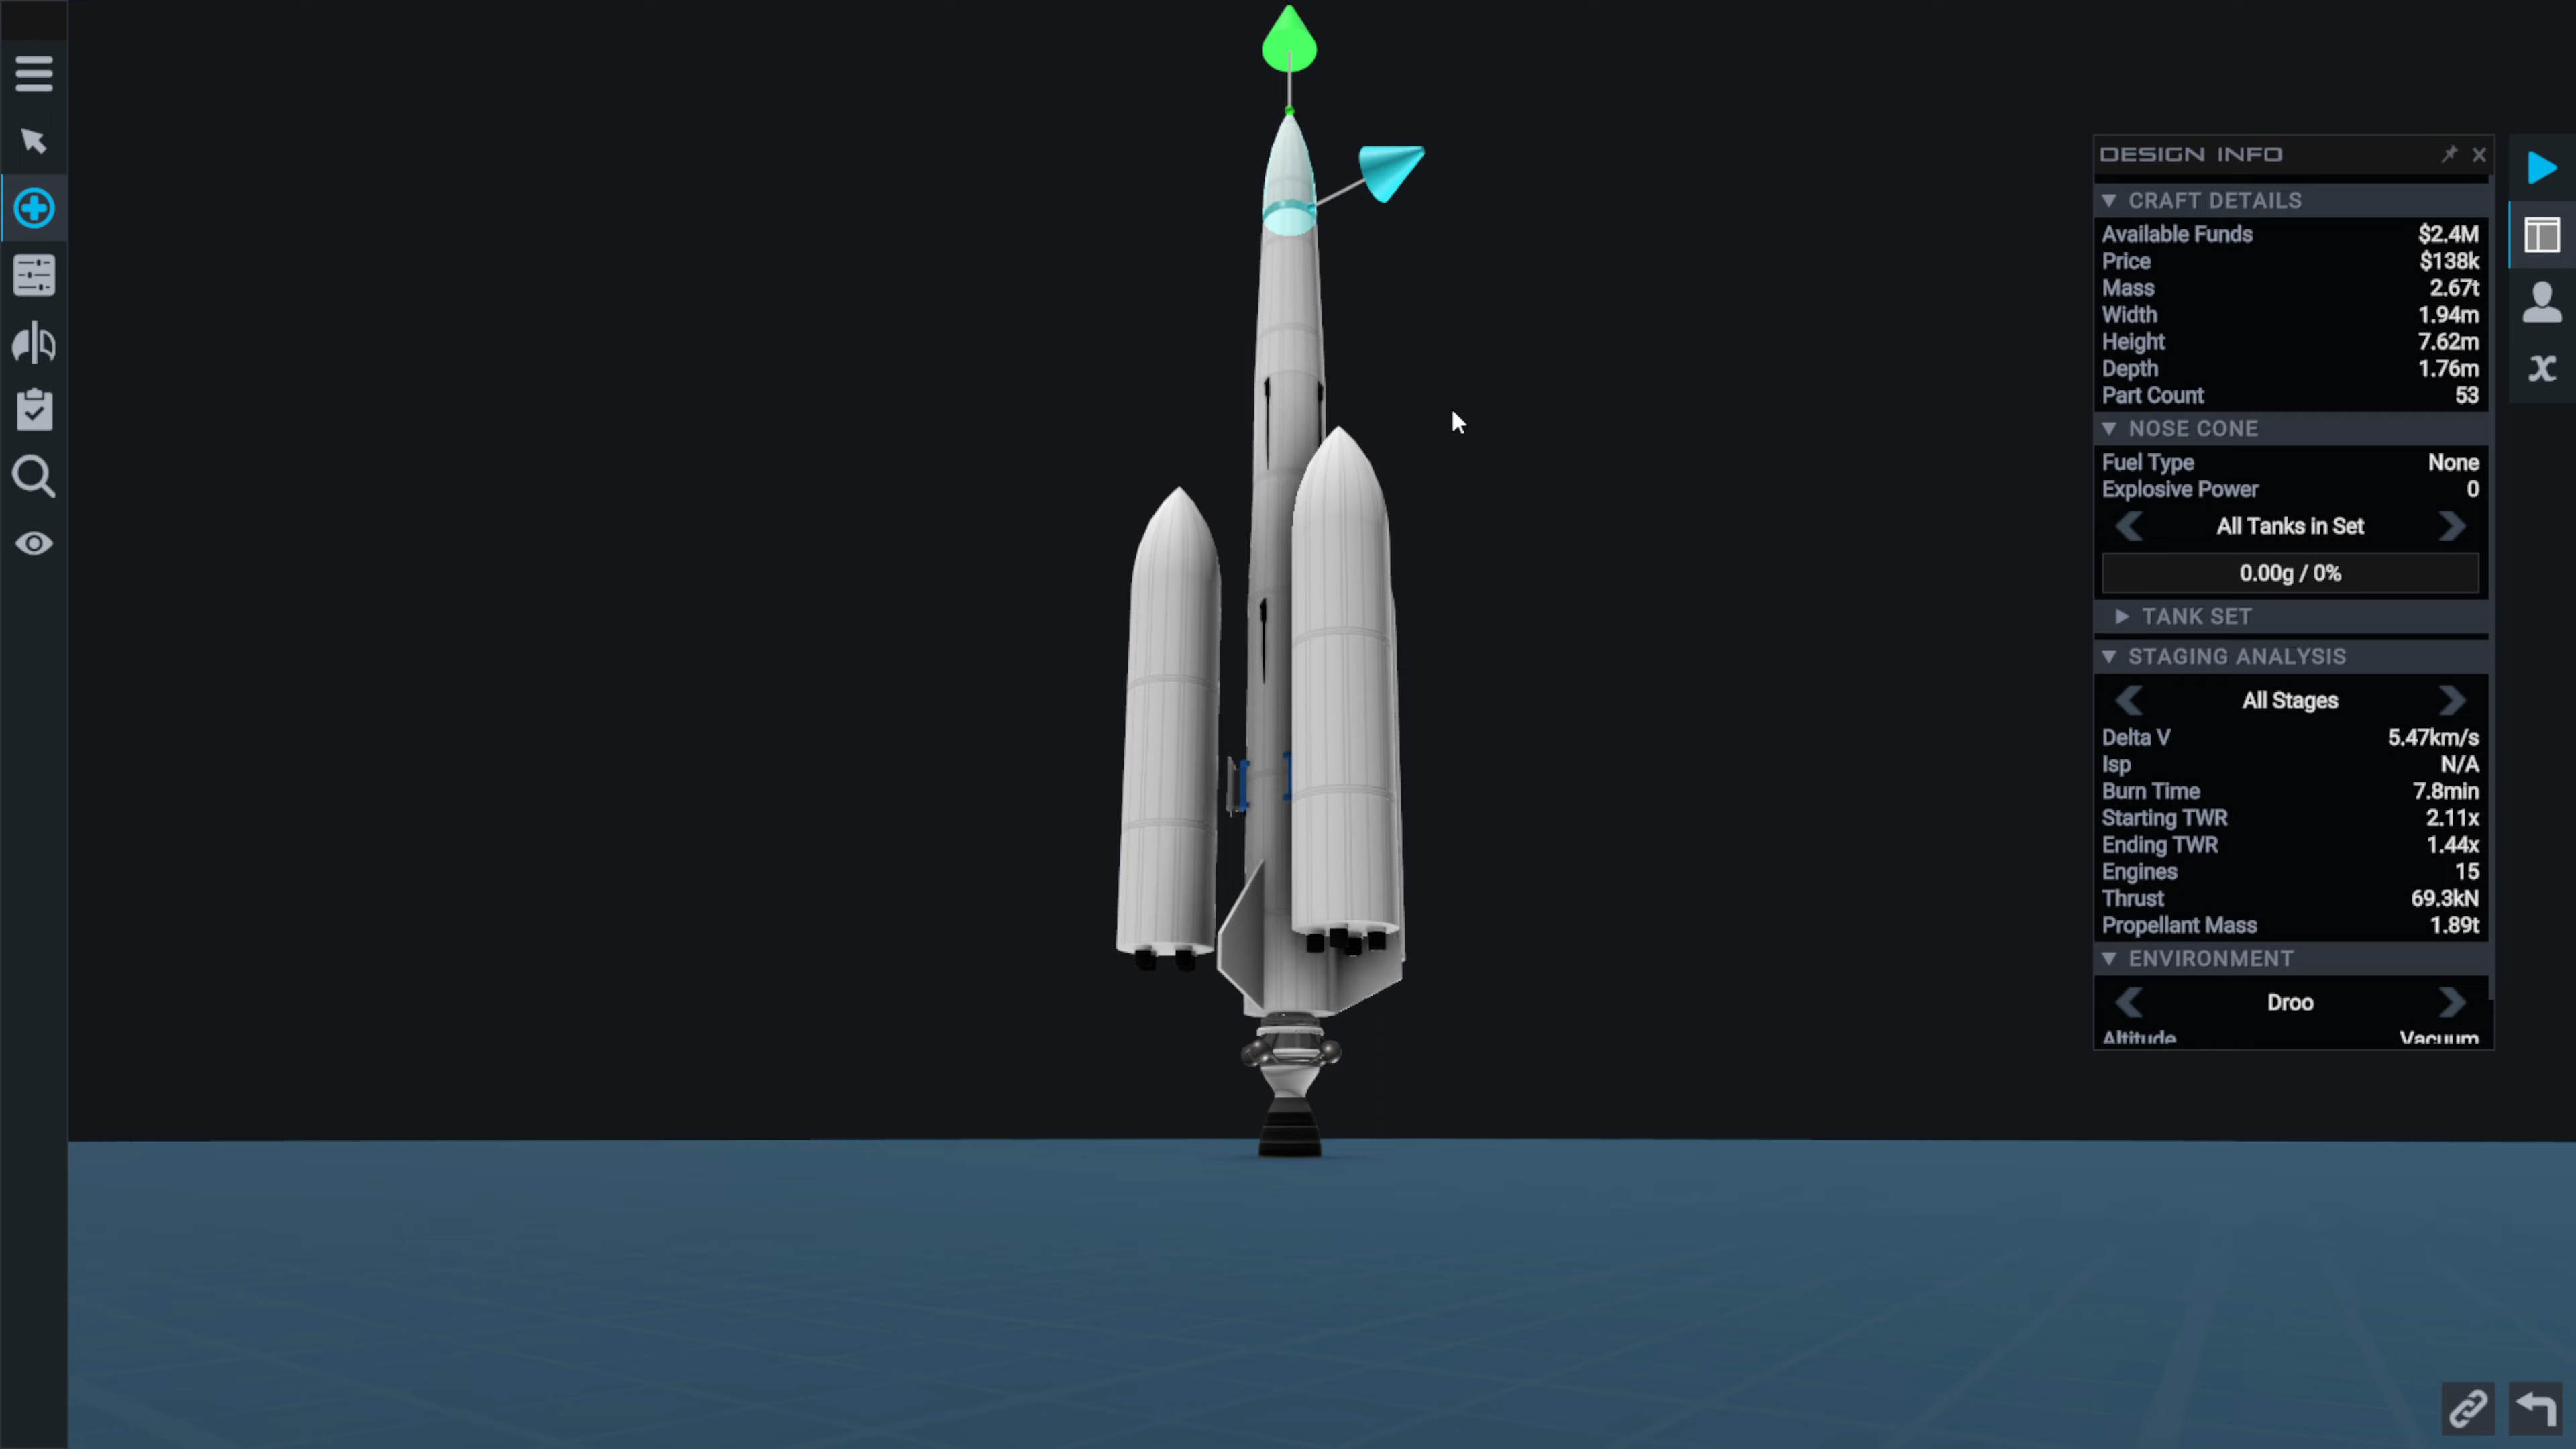 DESIGN INFO
CRAFT DETAILS
Available Funds $2.4M
Price $138k
Mass 2.67t
Width 1.94m
Height 7.62m
Depth 1.76m
Part Count 53
NOSE CONE
Fuel Type None
Explosive Power 0
All Tanks in Set
0.00g / 0%
TANK SET
STAGING ANALYSIS
All Stages
Delta V 5.47km/s
Isp N/A
Burn Time 7.8min
Starting TWR 2.11x
Ending TWR 1.44x
Engines 15
Thrust 69.3kN
Propellant Mass 1.89t
ENVIRONMENT
Droo
Altitude Vacuum